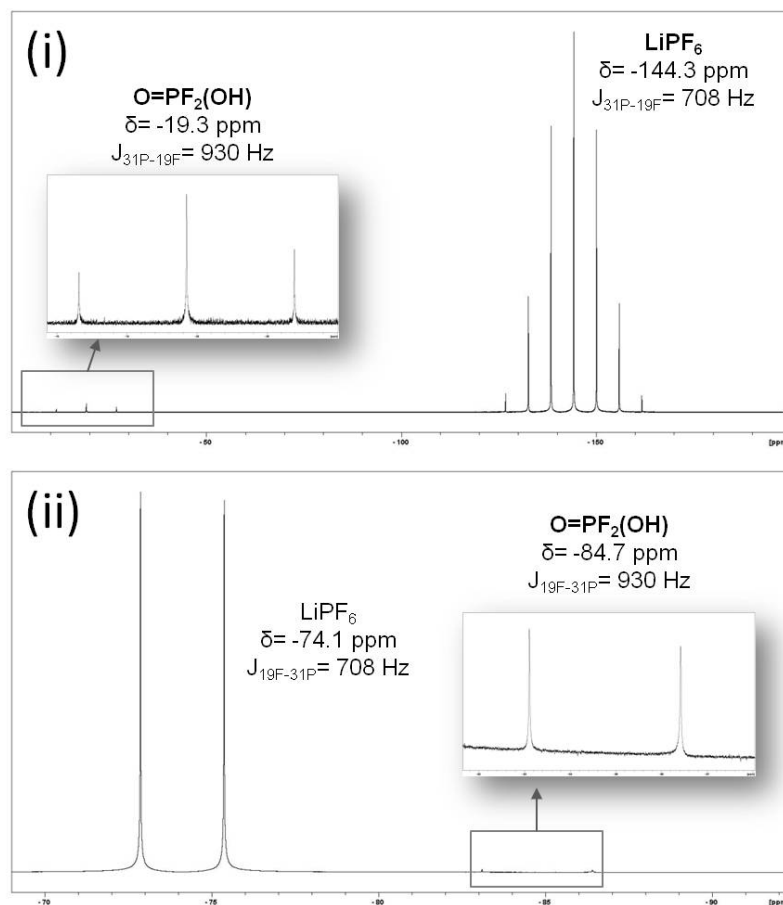 (i)
O=PF₂(OH)
δ= -19.3 ppm
J₃₁P-₁₉F= 930 Hz
LiPF₆
δ= -144.3 ppm
J₃₁P-₁₉F= 708 Hz
-50
-100
-150
[ppm]
(ii)
LiPF₆
δ= -74.1 ppm
J₁₉F-₃₁P= 708 Hz
O=PF₂(OH)
δ= -84.7 ppm
J₁₉F-₃₁P= 930 Hz
-70
-75
-80
-85
-90